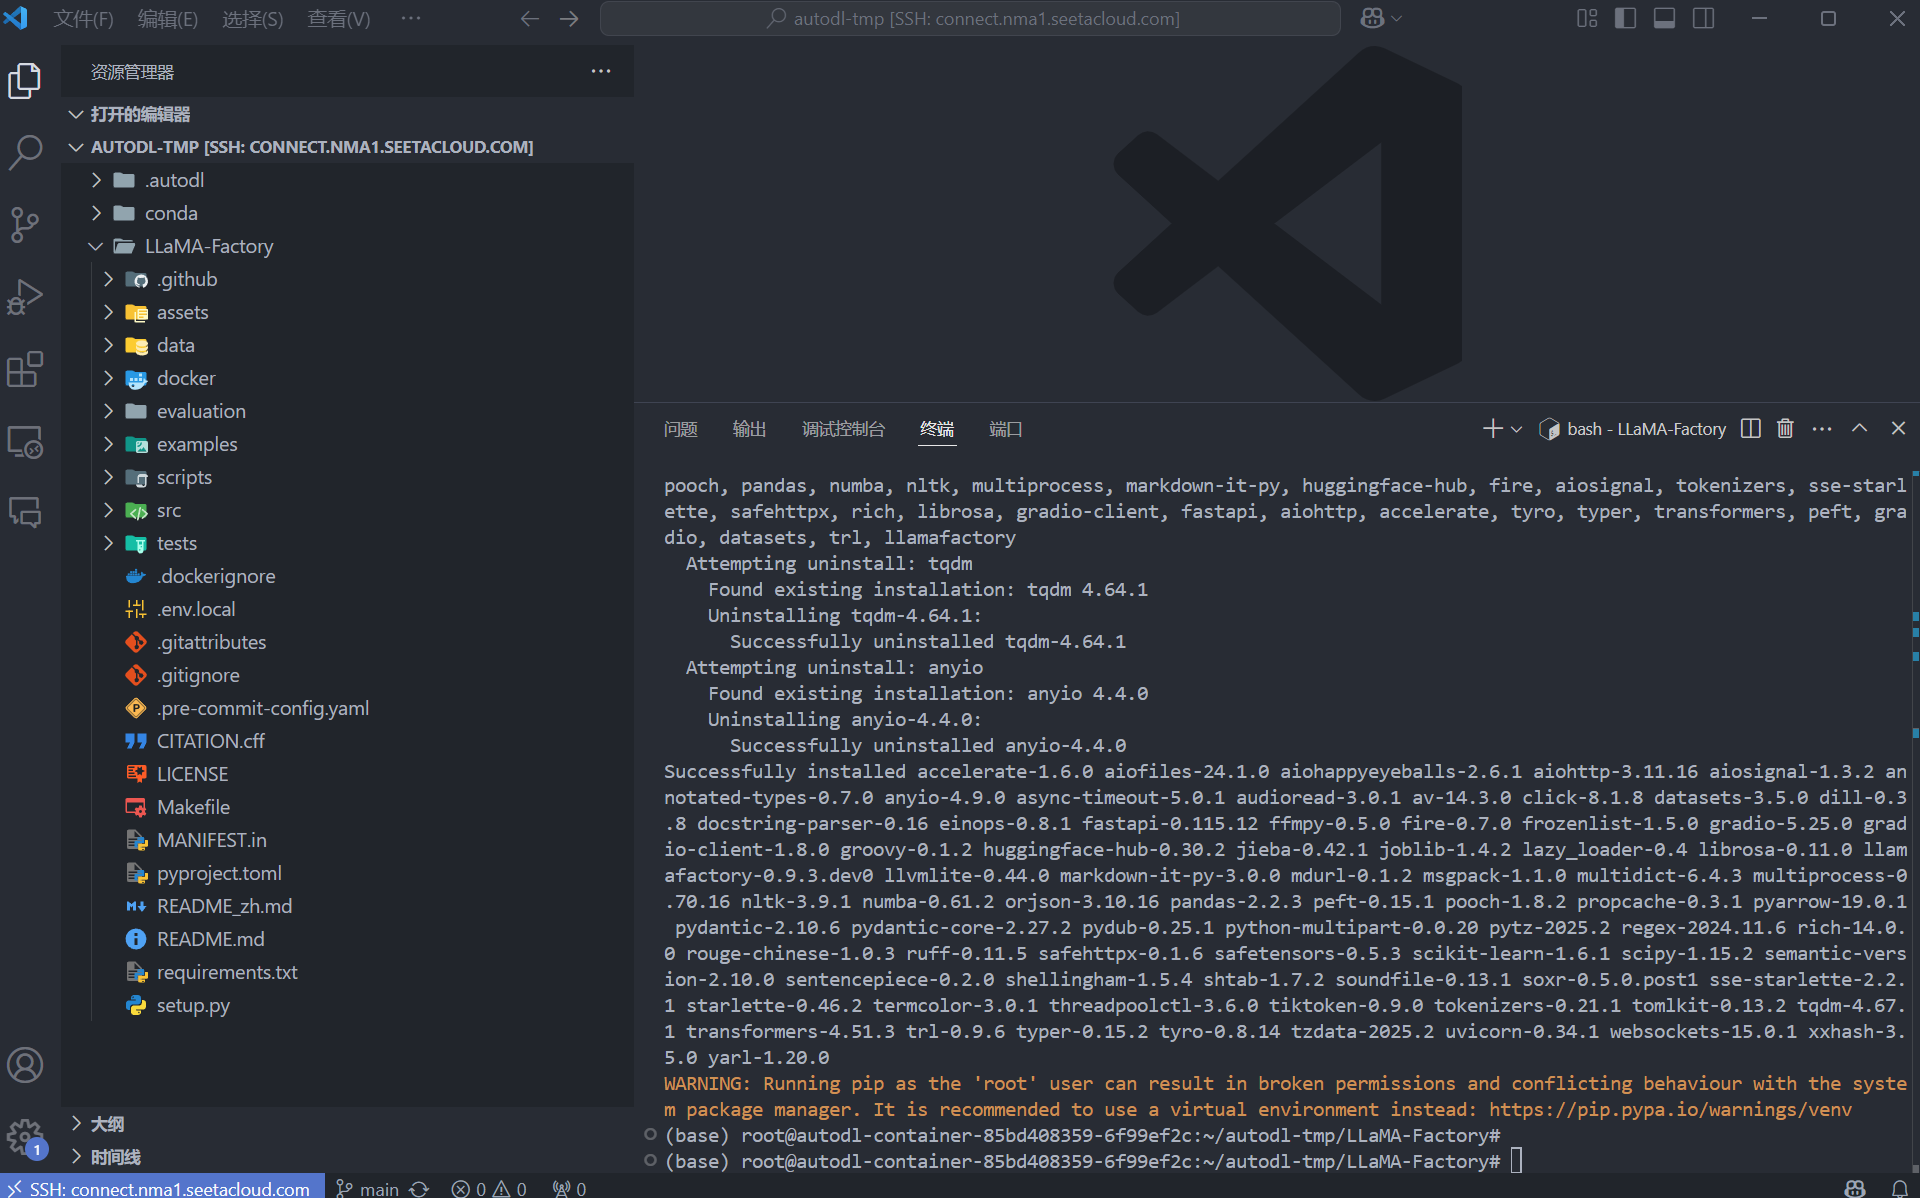 文件(F) 编辑(E) 选择(S) 查看(V) ···
autodl-tmp [SSH: connect.nma1.seetacloud.com]
资源管理器
打开的编辑器
AUTODL-TMP [SSH: CONNECT.NMA1.SEETACLOUD.COM]
.autodl
conda
LLaMA-Factory
.github
assets
data
docker
evaluation
examples
scripts
src
tests
.dockerignore
.env.local
.gitattributes
.gitignore
.pre-commit-config.yaml
CITATION.cff
LICENSE
Makefile
MANIFEST.in
pyproject.toml
README_zh.md
README.md
requirements.txt
setup.py
大纲
时间线
1
问题 输出 调试控制台 终端 端口
bash - LLaMA-Factory
pooch, pandas, numba, nltk, multiprocess, markdown-it-py, huggingface-hub, fire, aiosignal, tokenizers, sse-starl
ette, safehttpx, rich, librosa, gradio-client, fastapi, aiohttp, accelerate, tyro, typer, transformers, peft, gra
dio, datasets, trl, llamafactory
Attempting uninstall: tqdm
Found existing installation: tqdm 4.64.1
Uninstalling tqdm-4.64.1:
Successfully uninstalled tqdm-4.64.1
Attempting uninstall: anyio
Found existing installation: anyio 4.4.0
Uninstalling anyio-4.4.0:
Successfully uninstalled anyio-4.4.0
Successfully installed accelerate-1.6.0 aiofiles-24.1.0 aiohappyeyeballs-2.6.1 aiohttp-3.11.16 aiosignal-1.3.2 an
notated-types-0.7.0 anyio-4.9.0 async-timeout-5.0.1 audioread-3.0.1 av-14.3.0 click-8.1.8 datasets-3.5.0 dill-0.3
.8 docstring-parser-0.16 einops-0.8.1 fastapi-0.115.12 ffmpy-0.5.0 fire-0.7.0 frozenlist-1.5.0 gradio-5.25.0 grad
io-client-1.8.0 groovy-0.1.2 huggingface-hub-0.30.2 jieba-0.42.1 joblib-1.4.2 lazy_loader-0.4 librosa-0.11.0 llam
afactory-0.9.3.dev0 llvmlite-0.44.0 markdown-it-py-3.0.0 mdurl-0.1.2 msgpack-1.1.0 multidict-6.4.3 multiprocess-0
.70.16 nltk-3.9.1 numba-0.61.2 orjson-3.10.16 pandas-2.2.3 peft-0.15.1 pooch-1.8.2 propcache-0.3.1 pyarrow-19.0.1
pydantic-2.10.6 pydantic-core-2.27.2 pydub-0.25.1 python-multipart-0.0.20 pytz-2025.2 regex-2024.11.6 rich-14.0.
0 rouge-chinese-1.0.3 ruff-0.11.5 safehttpx-0.1.6 safetensors-0.5.3 scikit-learn-1.6.1 scipy-1.15.2 semantic-vers
ion-2.10.0 sentencepiece-0.2.0 shellingham-1.5.4 shtab-1.7.2 soundfile-0.13.1 soxr-0.5.0.post1 sse-starlette-2.2.
1 starlette-0.46.2 termcolor-3.0.1 threadpoolctl-3.6.0 tiktoken-0.9.0 tokenizers-0.21.1 tomlkit-0.13.2 tqdm-4.67.
1 transformers-4.51.3 trl-0.9.6 typer-0.15.2 tyro-0.8.14 tzdata-2025.2 uvicorn-0.34.1 websockets-15.0.1 xxhash-3.
5.0 yarl-1.20.0
WARNING: Running pip as the 'root' user can result in broken permissions and conflicting behaviour with the syste
m package manager. It is recommended to use a virtual environment instead: https://pip.pypa.io/warnings/venv
(base) root@autodl-container-85bd408359-6f99ef2c:~/autodl-tmp/LLaMA-Factory#
(base) root@autodl-container-85bd408359-6f99ef2c:~/autodl-tmp/LLaMA-Factory#
SSH: connect.nma1.seetacloud.com main 0 0 0